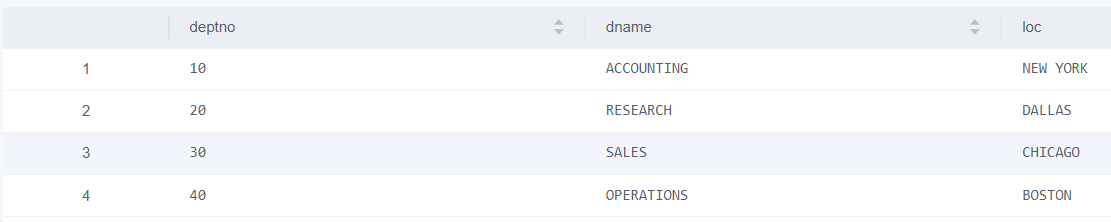 deptno dname loc
1 10 ACCOUNTING NEW YORK
2 20 RESEARCH DALLAS
3 30 SALES CHICAGO
4 40 OPERATIONS BOSTON